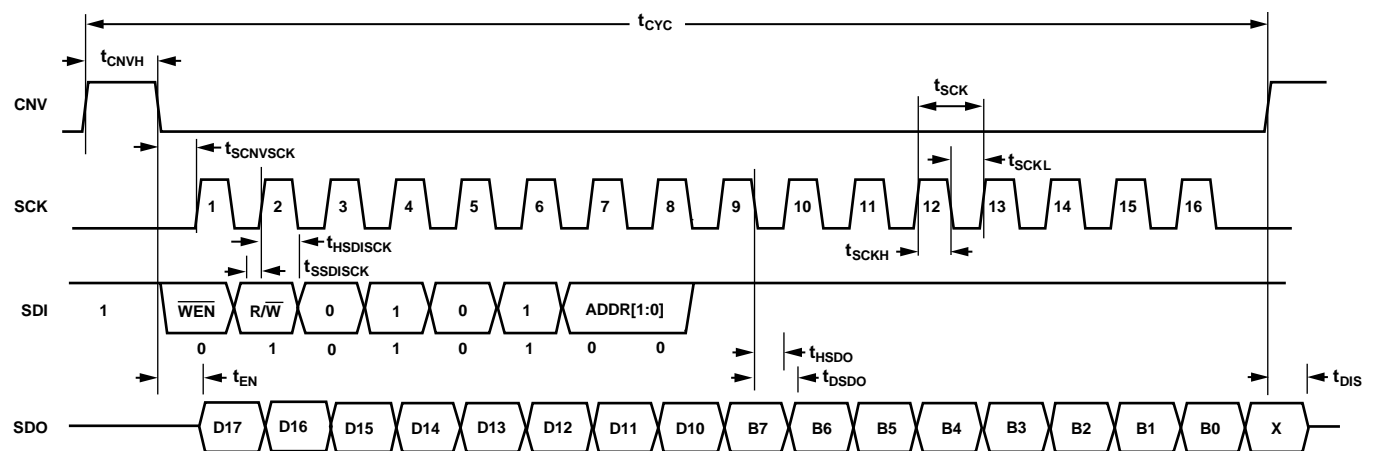 tCYC
tCNVH
CNV
tSCK
tSCNVSCK
tSCKL
SCK 1 2 3 4 5 6 7 8 9 10 11 12 13 14 15 16
tHSDISCK
tSCKH
tSSDISCK
SDI 1 WEN R/W 0 1 0 1 ADDR[1:0]
0 1 0 1 0 1 0 0
tHSDO
tEN
tDSDO
tDIS
SDO D17 D16 D15 D14 D13 D12 D11 D10 B7 B6 B5 B4 B3 B2 B1 B0 X